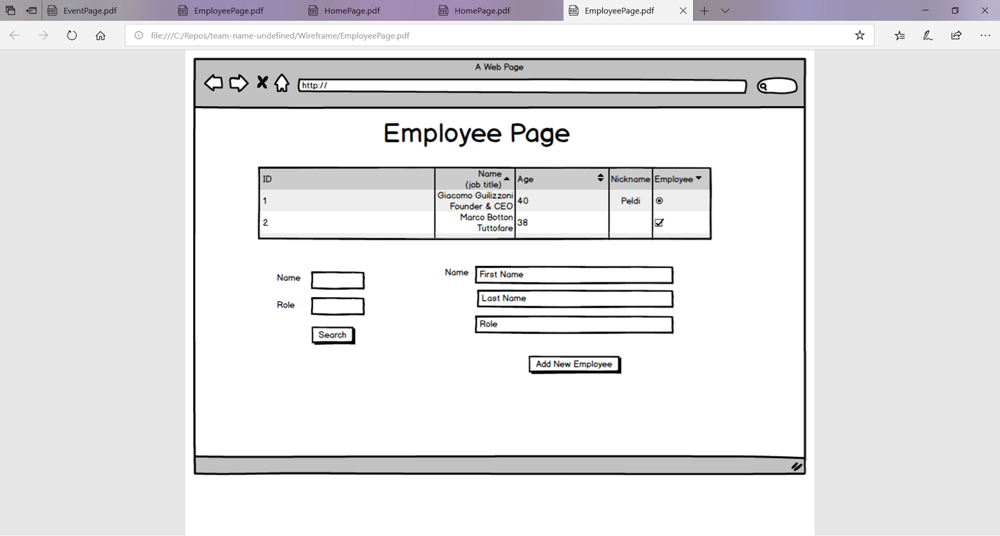 EventPage.pdf
EmployeePage.pdf
HomePage.pdf
HomePage.pdf
EmployeePage.pdf
file:///C:/Repos/team-name-undefined/Wireframe/EmployeePage.pdf
A Web Page
http://
Employee Page
ID
Name
(job title)
Age
Nickname
Employee
1
Giacomo Guilizzoni
Founder & CEO
40
Peldi
2
Marco Botton
Tuttofare
38
Name
Role
Search
Name
First Name
Last Name
Role
Add New Employee